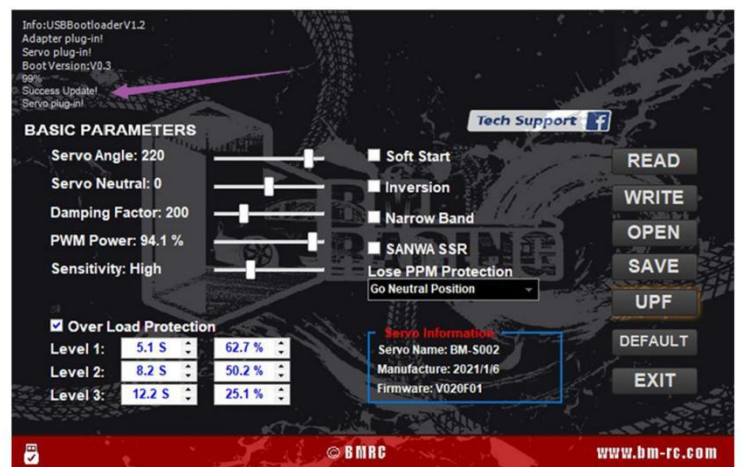 Info:USBBootloaderV1.2
Adapter plug-in!
Servo plug-in!
Boot Version:V0.3
99%
Success Update!
Servo plug-in!
Tech Support f
BASIC PARAMETERS
Servo Angle: 220
Servo Neutral: 0
Damping Factor: 200
PWM Power: 94.1 %
Sensitivity: High
Soft Start
Inversion
Narrow Band
SANWA SSR
Lose PPM Protection
Go Neutral Position
READ
WRITE
OPEN
SAVE
UPF
DEFAULT
EXIT
Over Load Protection
Level 1: 5.1 S 62.7 %
Level 2: 8.2 S 50.2 %
Level 3: 12.2 S 25.1 %
Servo Information
Servo Name: BM-S002
Manufacture: 2021/1/6
Firmware: V020F01
BM
RACING
© BMRC
www.bm-rc.com